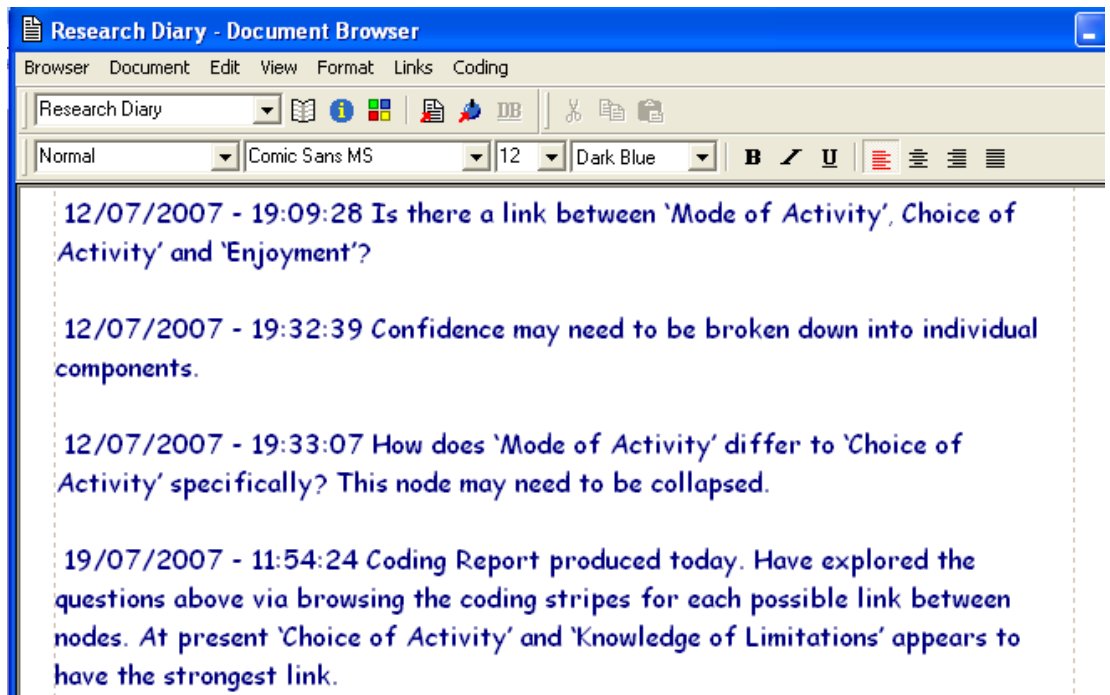 Research Diary - Document Browser
Browser Document Edit View Format Links Coding
Research Diary DB
Normal Comic Sans MS 12 Dark Blue B I U
12/07/2007 - 19:09:28 Is there a link between ‘Mode of Activity’, Choice of
Activity’ and ‘Enjoyment’?
12/07/2007 - 19:32:39 Confidence may need to be broken down into individual
components.
12/07/2007 - 19:33:07 How does ‘Mode of Activity’ differ to ‘Choice of
Activity’ specifically? This node may need to be collapsed.
19/07/2007 - 11:54:24 Coding Report produced today. Have explored the
questions above via browsing the coding stripes for each possible link between
nodes. At present ‘Choice of Activity’ and ‘Knowledge of Limitations’ appears to
have the strongest link.